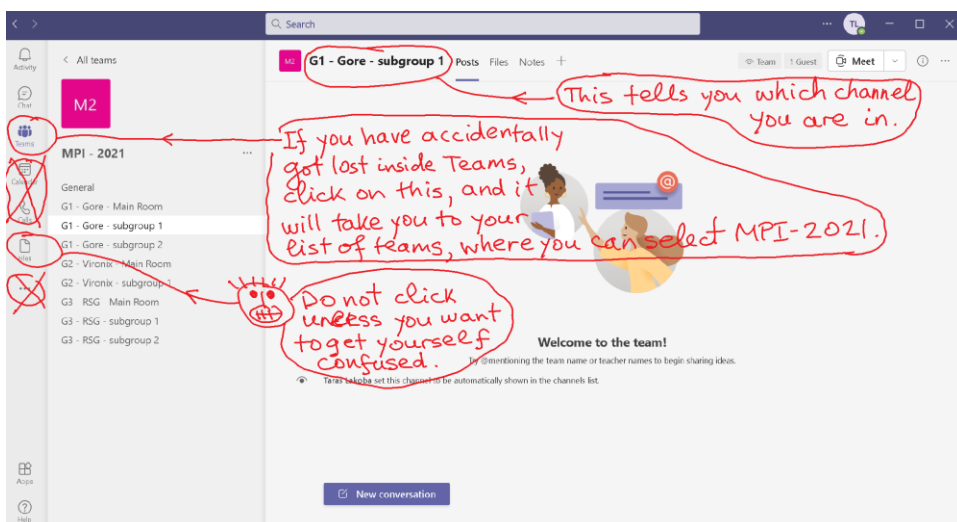 Search
TL
Activity
Chat
Teams
Calendar
Calls
Files
Apps
Help
All teams
M2
MPI - 2021
General
G1 - Gore - Main Room
G1 - Gore - subgroup 1
G1 - Gore - subgroup 2
G2 - Vironix - Main Room
G2 - Vironix - subgroup 1
G3 RSG Main Room
G3 - RSG - subgroup 1
G3 - RSG - subgroup 2
M2 G1 - Gore - subgroup 1 Posts Files Notes +
Team 1 Guest Meet
This tells you which channel
you are in.
If you have accidentally
got lost inside Teams,
click on this, and it
will take you to your
list of teams, where you can select MPI-2021.
Do not click
unless you want
to get yourself
confused.
Welcome to the team!
Try @mentioning the team name or teacher names to begin sharing ideas.
Taras Lakoba set this channel to be automatically shown in the channels list.
New conversation